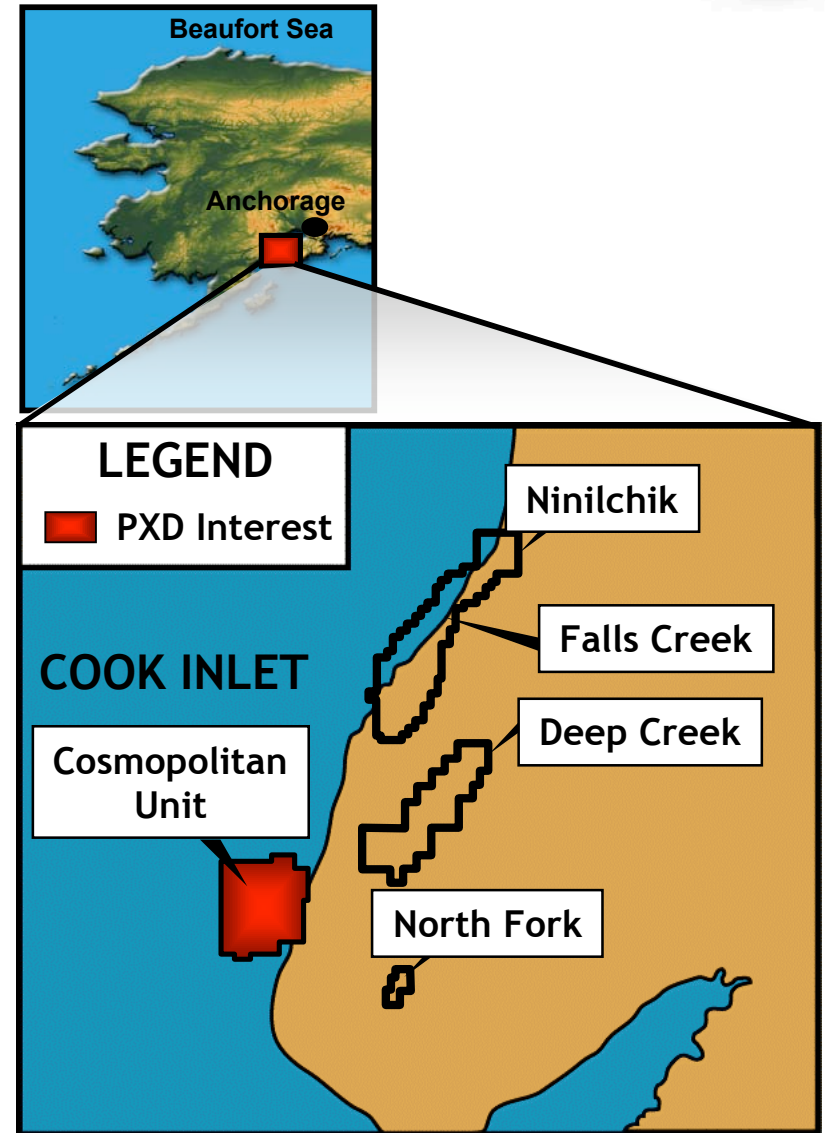 Beaufort Sea
Anchorage
LEGEND
PXD Interest
Ninilchik
Falls Creek
COOK INLET
Deep Creek
Cosmopolitan
Unit
North Fork